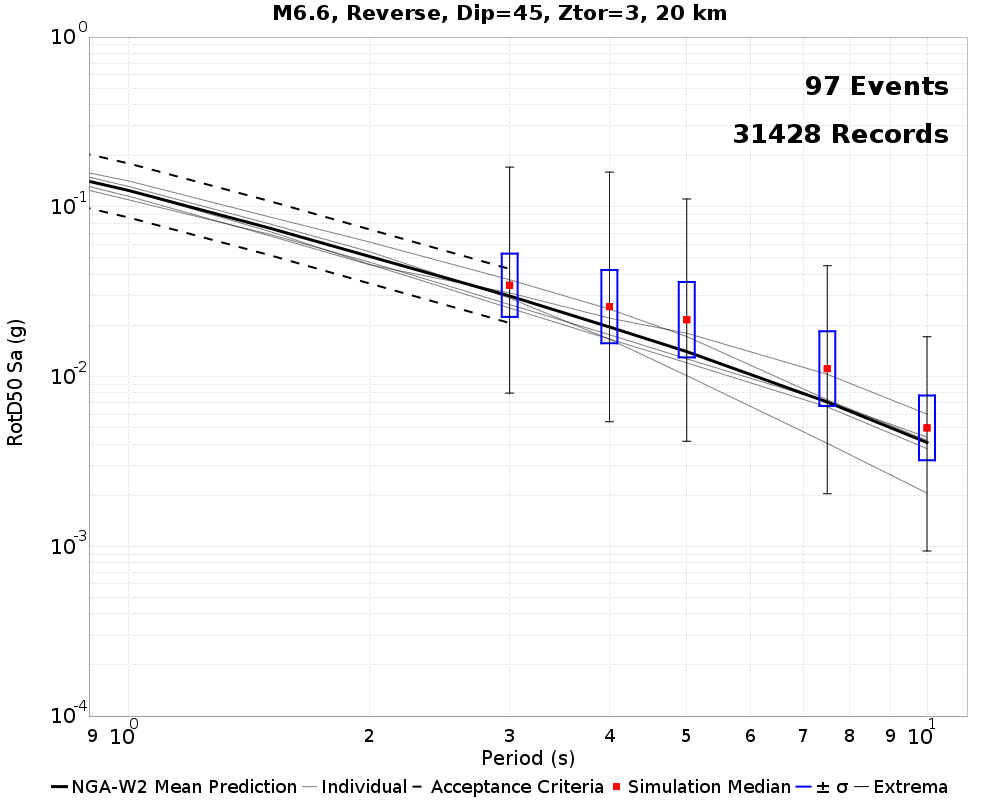 M6.6, Reverse, Dip=45, Ztor=3, 20 km
97 Events
31428 Records
RotD50 Sa (g)
10^0
10^-1
10^-2
10^-3
10^-4
9 10^0 2 3 4 5 6 7 8 9 10^1
Period (s)
NGA-W2 Mean Prediction Individual Acceptance Criteria Simulation Median ± σ Extrema